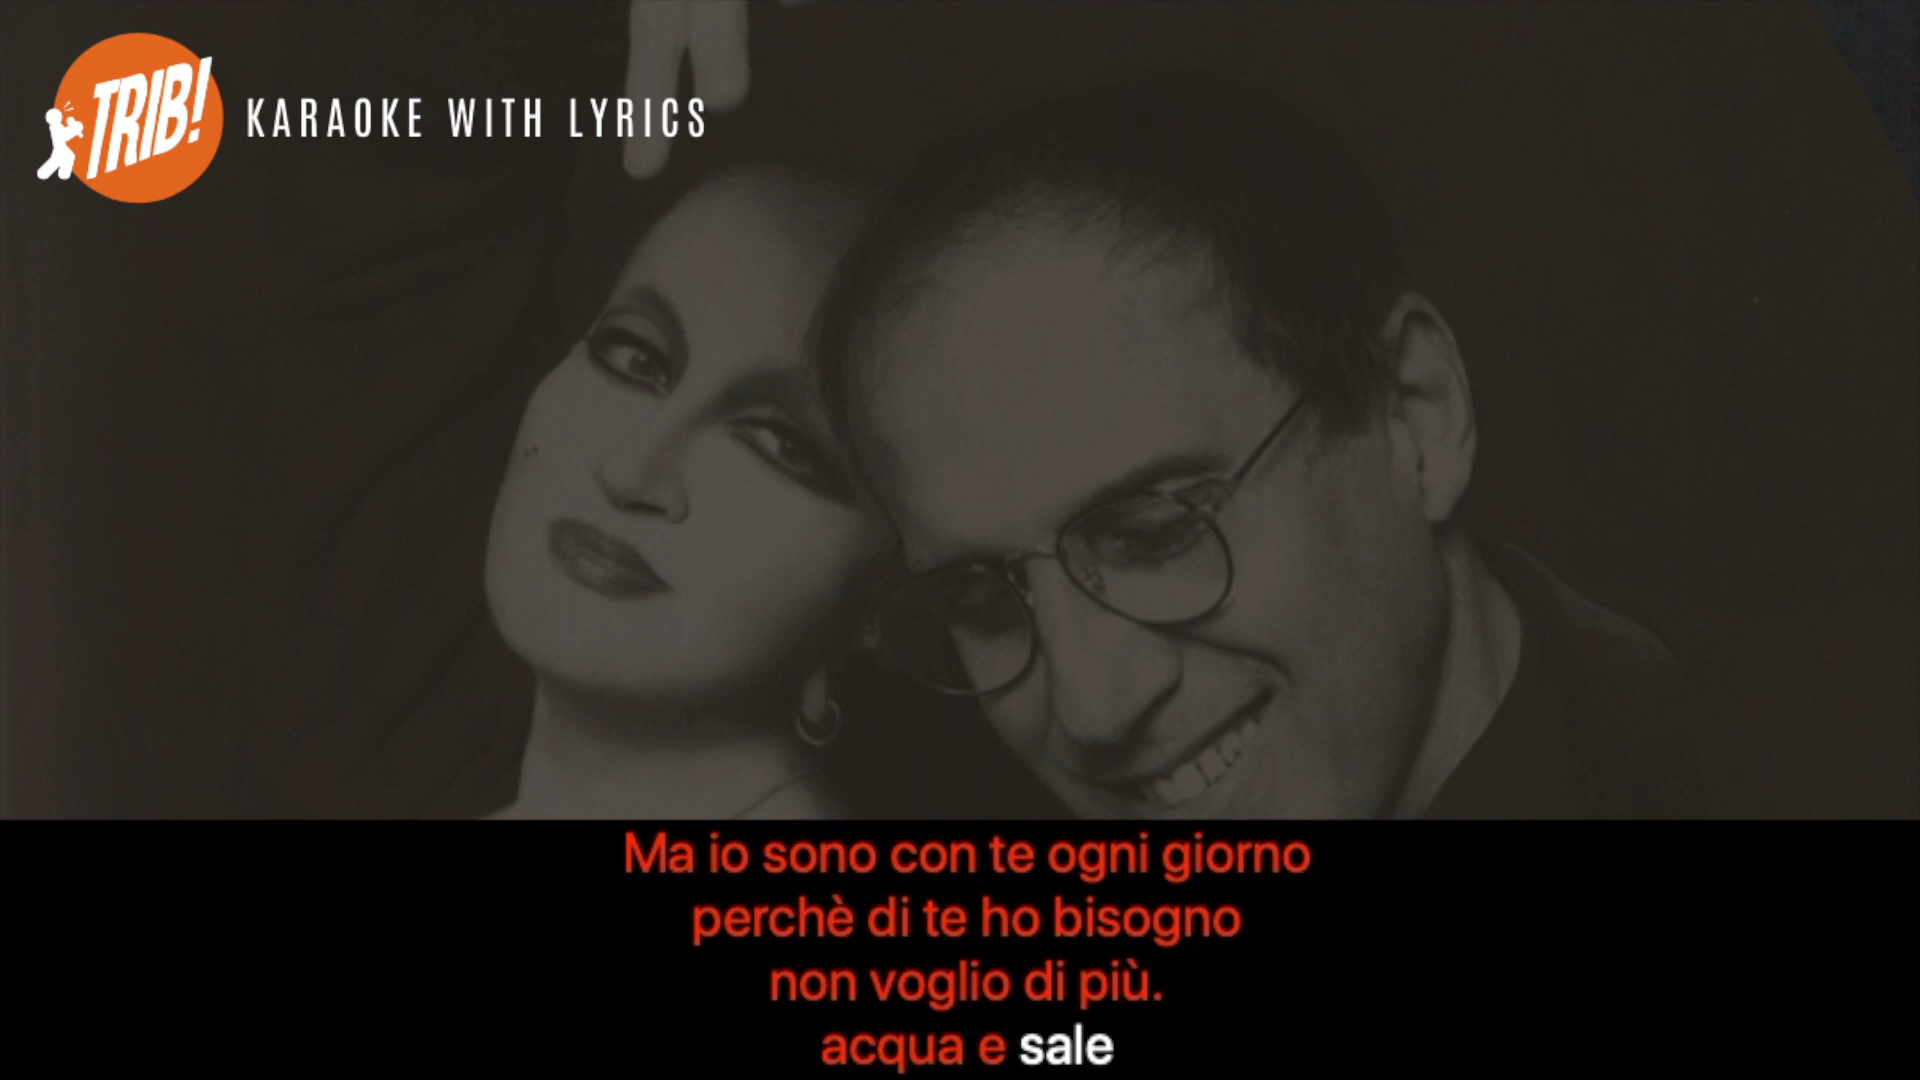 TRIB!
KARAOKE WITH LYRICS
Ma io sono con te ogni giorno
perchè di te ho bisogno
non voglio di più.
acqua e sale